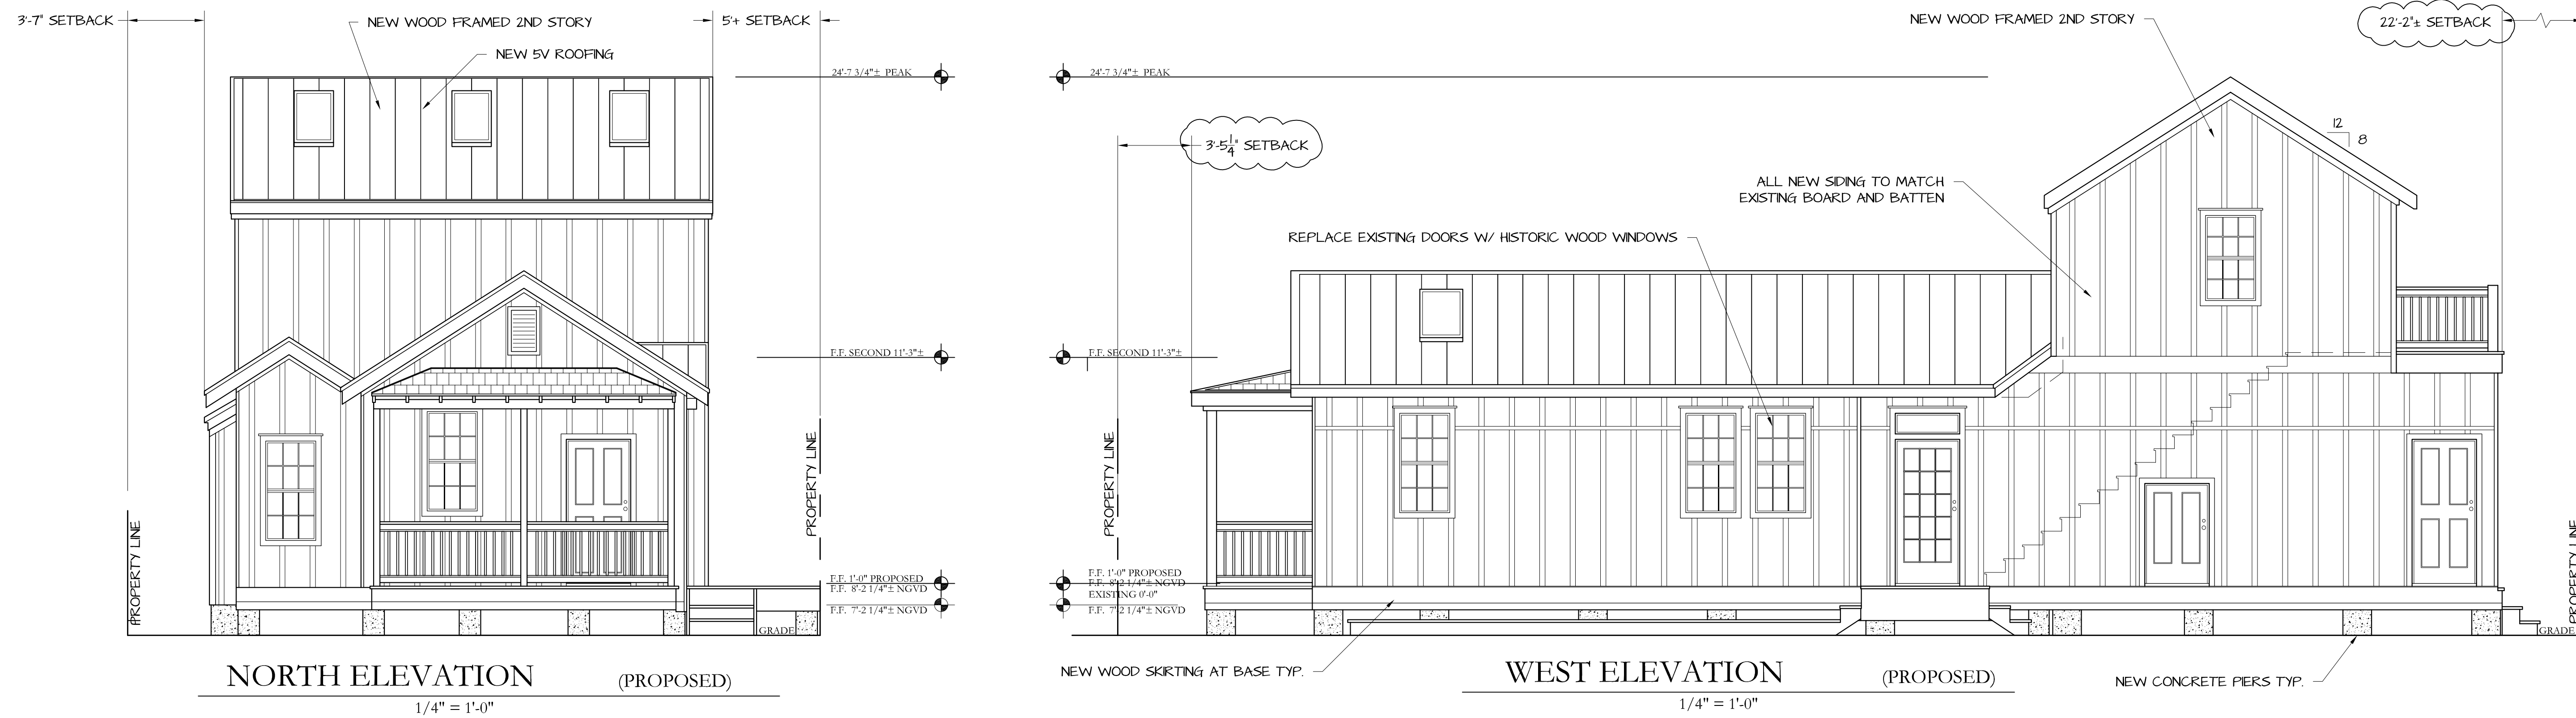 3'-7" SETBACK
NEW WOOD FRAMED 2ND STORY
NEW 5V ROOFING
5'+ SETBACK
24'-7 3/4"± PEAK
F.F. SECOND 11'-3"±
PROPERTY LINE
PROPERTY LINE
F.F. 1'-0" PROPOSED
F.F. 8'-2 1/4"± NGVD
F.F. 7'-2 1/4"± NGVD
GRADE
NORTH ELEVATION (PROPOSED)
1/4" = 1'-0"
NEW WOOD FRAMED 2ND STORY
22'-2"± SETBACK
24'-7 3/4"± PEAK
3'-5 1/4" SETBACK
12
8
ALL NEW SIDING TO MATCH
EXISTING BOARD AND BATTEN
REPLACE EXISTING DOORS W/ HISTORIC WOOD WINDOWS
F.F. SECOND 11'-3"±
PROPERTY LINE
F.F. 1'-0" PROPOSED
F.F. 8'-2 1/4"± NGVD
EXISTING 0'-0"
F.F. 7'-2 1/4"± NGVD
PROPERTY LINE
GRADE
NEW WOOD SKIRTING AT BASE TYP.
NEW CONCRETE PIERS TYP.
WEST ELEVATION (PROPOSED)
1/4" = 1'-0"